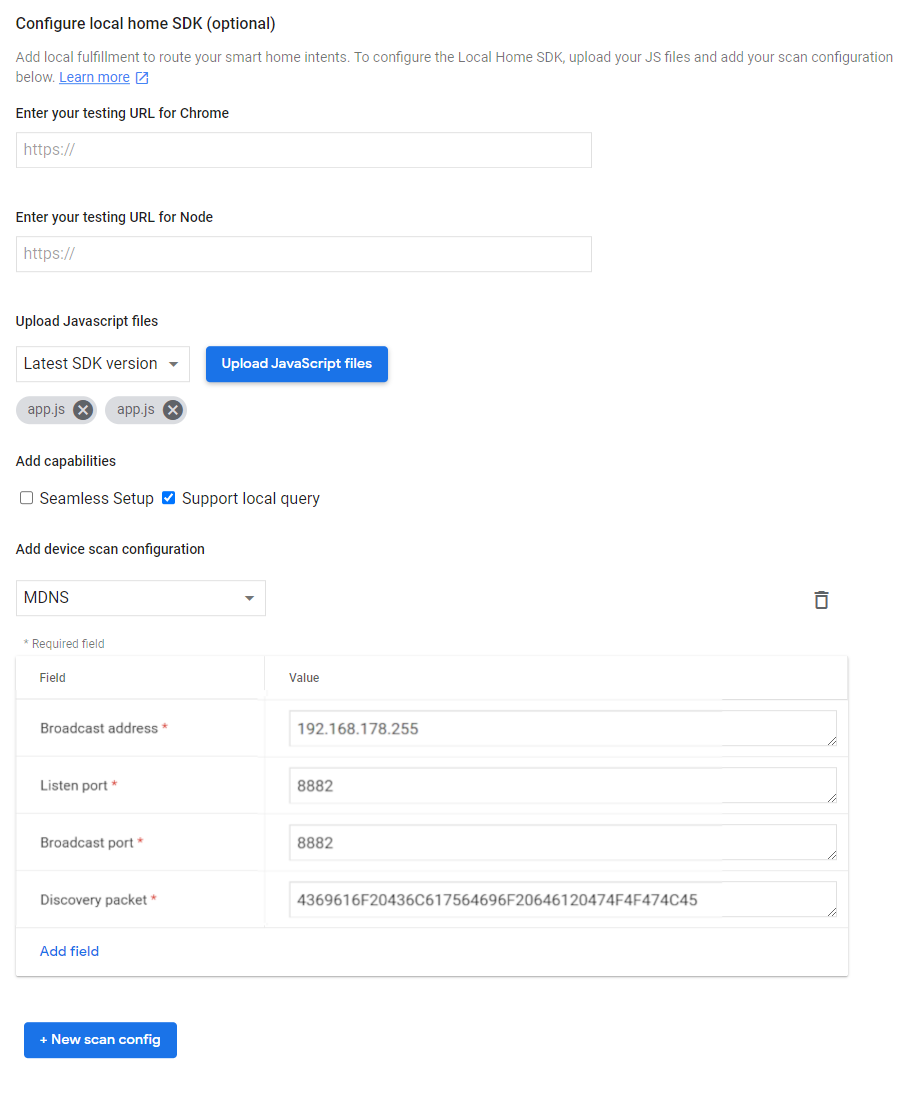 Configure local home SDK (optional)
Add local fulfillment to route your smart home intents. To configure the Local Home SDK, upload your JS files and add your scan configuration
below. Learn more
Enter your testing URL for Chrome
https://
Enter your testing URL for Node
https://
Upload Javascript files
Latest SDK version
Upload JavaScript files
app.js
app.js
Add capabilities
Seamless Setup
Support local query
Add device scan configuration
MDNS
* Required field
Field Value
Broadcast address * 192.168.178.255
Listen port * 8882
Broadcast port * 8882
Discovery packet * 4369616F20436C617564696F20646120474F4F474C45
Add field
+ New scan config